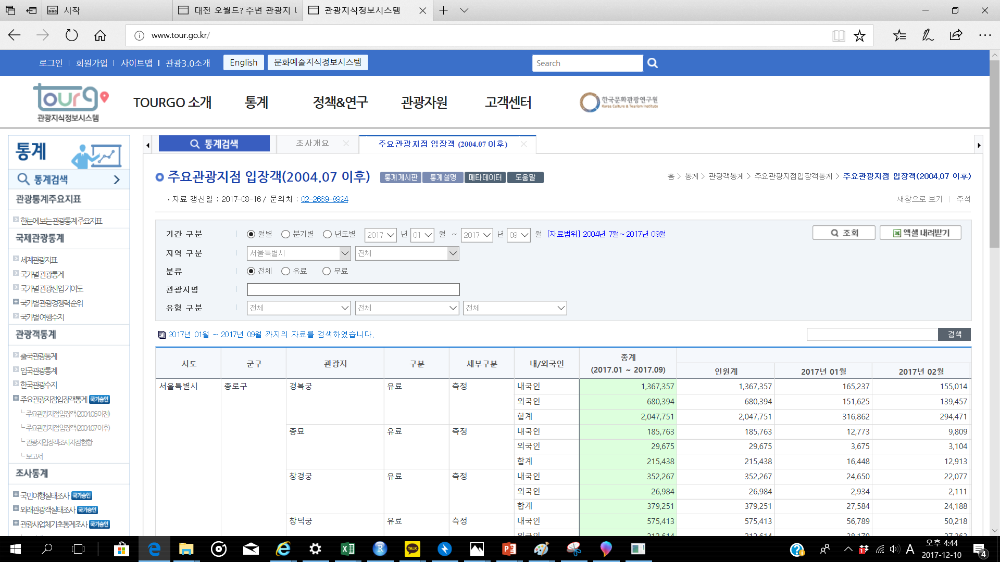 시작
대전 오월드? 주변 관광지 나
관광지식정보시스템
www.tour.go.kr/
로그인 | 회원가입 | 사이트맵 | 관광3.0소개
English
문화예술지식정보시스템
Search
tourgo
관광지식정보시스템
TOURGO 소개
통계
정책&연구
관광자원
고객센터
한국문화관광연구원
Korea Culture & Tourism Institute
통계
통계검색
관광통계주요지표
한눈에보는관광통계주요지표
국제관광통계
세계관광지표
국가별관광통계
국가별관광산업기여도
국가별관광경쟁력순위
국가별여행수지
관광객통계
출국관광통계
입국관광통계
한국관광수지
주요관광지점입장객통계 국가승인
주요관광지점입장객(2004.06이전)
주요관광지점입장객(2004.07이후)
관광지입장객조사지점현황
보고서
조사통계
국민여행실태조사 국가승인
외래관광객실태조사 국가승인
관광사업체기초통계조사 국가승인
통계검색
조사개요
주요관광지점 입장객 (2004.07 이후)
주요관광지점 입장객(2004.07 이후)
통계게시판
통계설명
메타데이터
도움말
홈 > 통계 > 관광객통계 > 주요관광지점입장객통계 > 주요관광지점 입장객(2004.07 이후)
· 자료 갱신일 : 2017-08-16 / 문의처 : 02-2669-8924
새창으로 보기 | 주석
기간 구분 월별 분기별 년도별 2017 년 01 월 ~ 2017 년 09 월 [자료범위] 2004년 7월~ 2017년 09월
조회
엑셀내려받기
지역 구분 서울특별시 전체
분류 전체 유료 무료
관광지명
유형 구분 전체 전체 전체
2017년 01월 ~ 2017년 09월 까지의 자료를 검색하였습니다.
검색
시도 군구 관광지 구분 세부구분 내/외국인 총계 (2017.01 ~ 2017.09) 인원계 2017년 01월 2017년 02월
서울특별시 종로구 경복궁 유료 측정 내국인 1,367,357 1,367,357 165,237 155,014
외국인 680,394 680,394 151,625 139,457
합계 2,047,751 2,047,751 316,862 294,471
종묘 유료 측정 내국인 185,763 185,763 12,773 9,809
외국인 29,675 29,675 3,675 3,104
합계 215,438 215,438 16,448 12,913
창경궁 유료 측정 내국인 352,267 352,267 24,650 22,077
외국인 26,984 26,984 2,934 2,111
합계 379,251 379,251 27,584 24,188
창덕궁 유료 측정 내국인 575,413 575,413 56,789 50,218
외국인 212,614 212,614 38,179 27,363
TALK
A
오후 4:44
2017-12-10
4